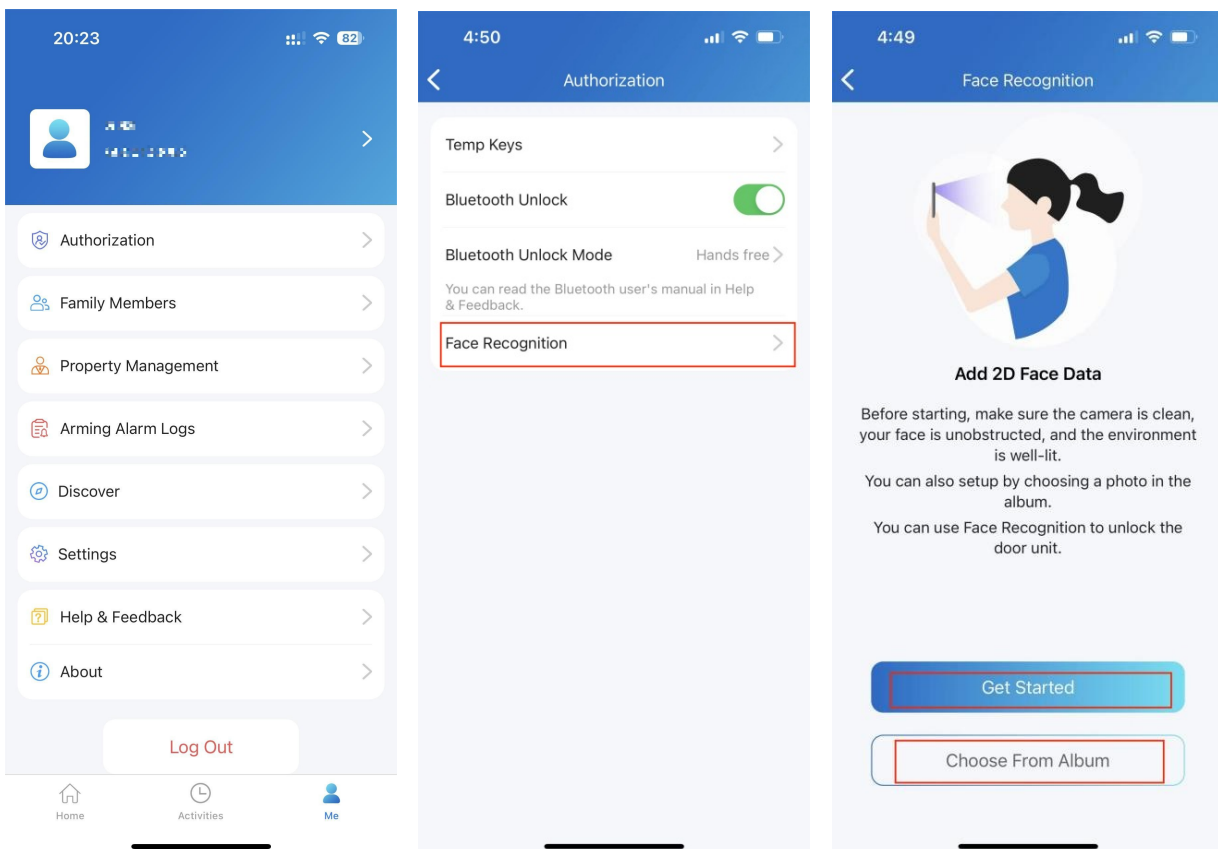 20:23
82
Authorization
Family Members
Property Management
Arming Alarm Logs
Discover
Settings
Help & Feedback
About
Log Out
Home
Activities
Me
4:50
Authorization
Temp Keys
Bluetooth Unlock
Bluetooth Unlock Mode Hands free
You can read the Bluetooth user's manual in Help
& Feedback.
Face Recognition
4:49
Face Recognition
Add 2D Face Data
Before starting, make sure the camera is clean,
your face is unobstructed, and the environment
is well-lit.
You can also setup by choosing a photo in the
album.
You can use Face Recognition to unlock the
door unit.
Get Started
Choose From Album